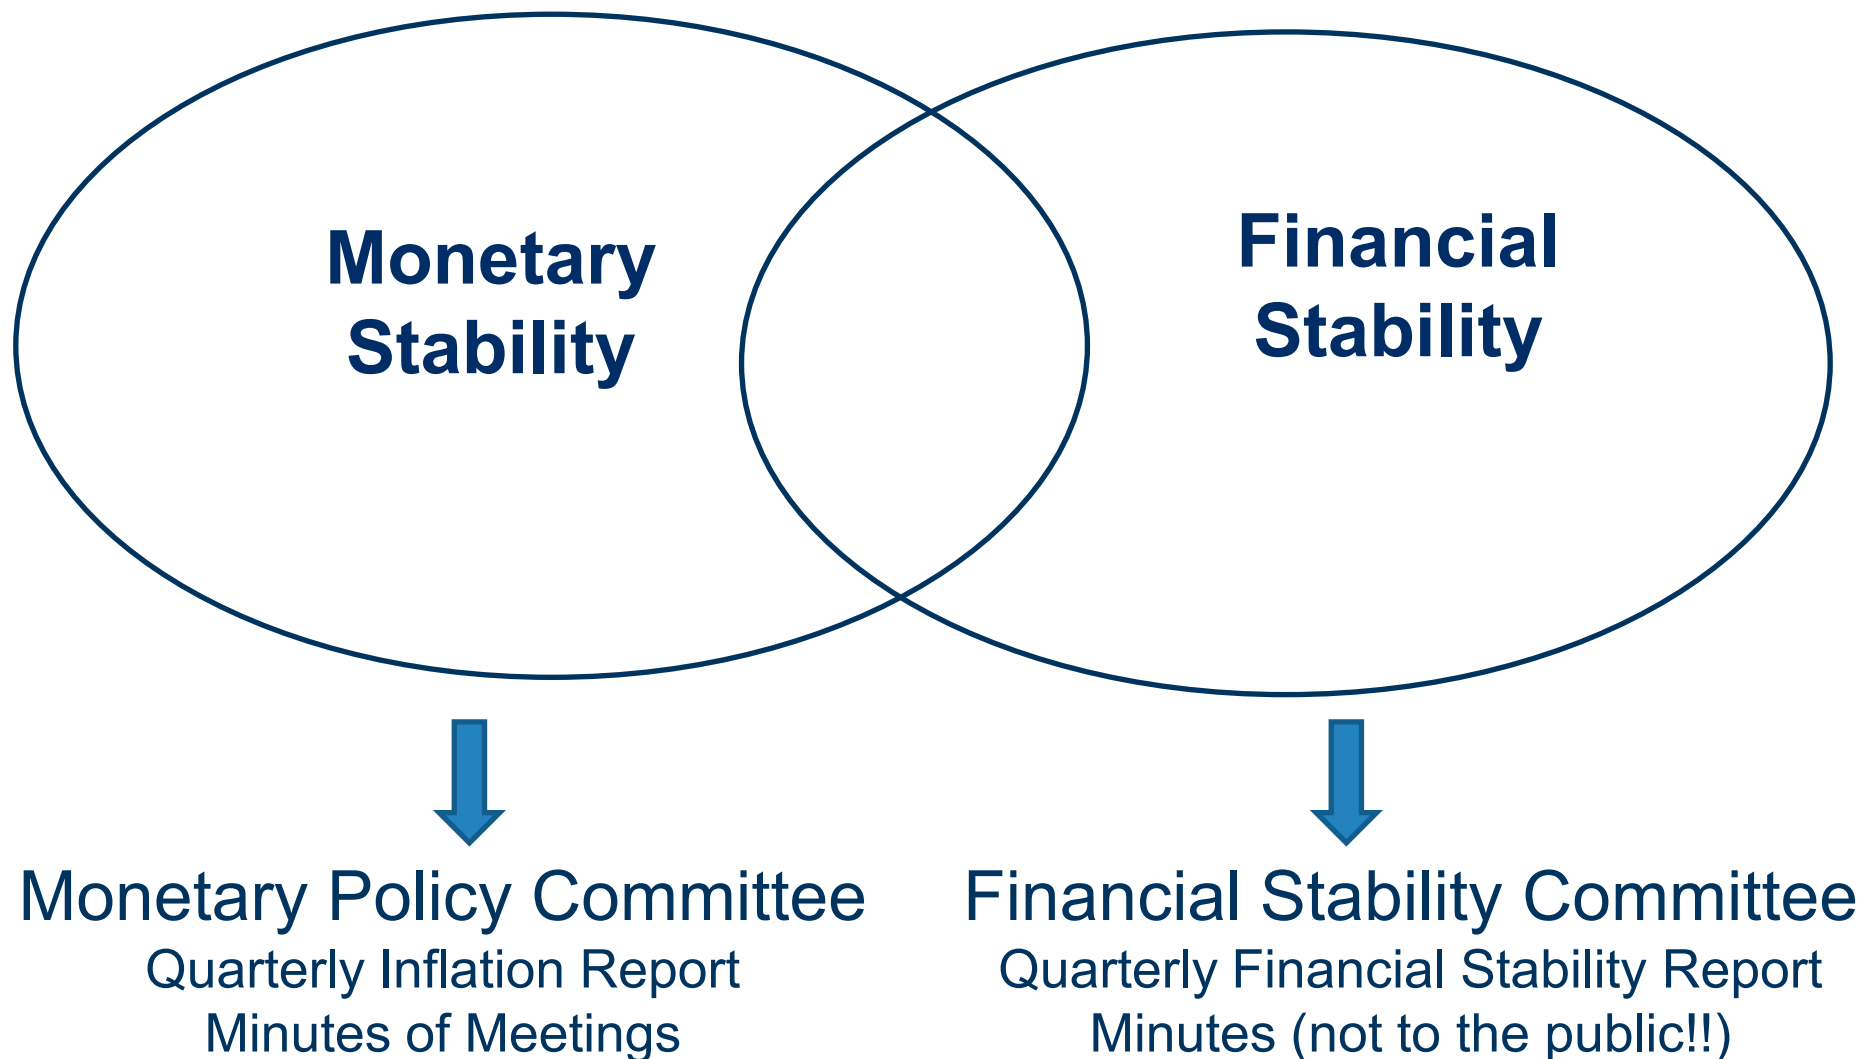 Monetary
Stability
Financial
Stability
Monetary Policy Committee
Quarterly Inflation Report
Minutes of Meetings
Financial Stability Committee
Quarterly Financial Stability Report
Minutes (not to the public!!)